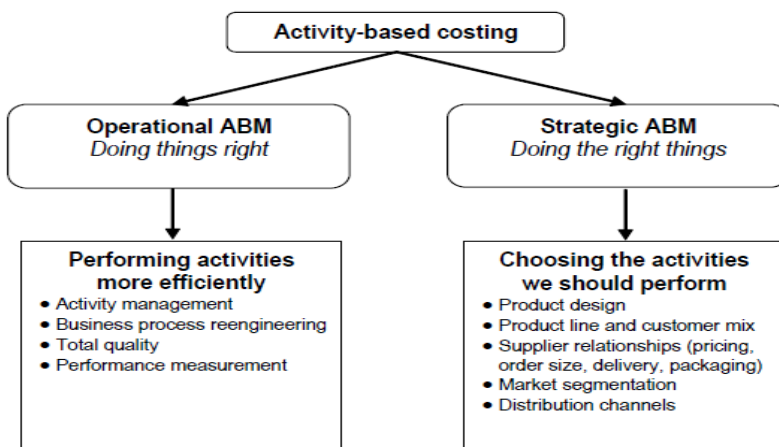 Activity-based costing
Operational ABM
Doing things right
Strategic ABM
Doing the right things
Performing activities
more efficiently
• Activity management
• Business process reengineering
• Total quality
• Performance measurement
Choosing the activities
we should perform
• Product design
• Product line and customer mix
• Supplier relationships (pricing,
order size, delivery, packaging)
• Market segmentation
• Distribution channels